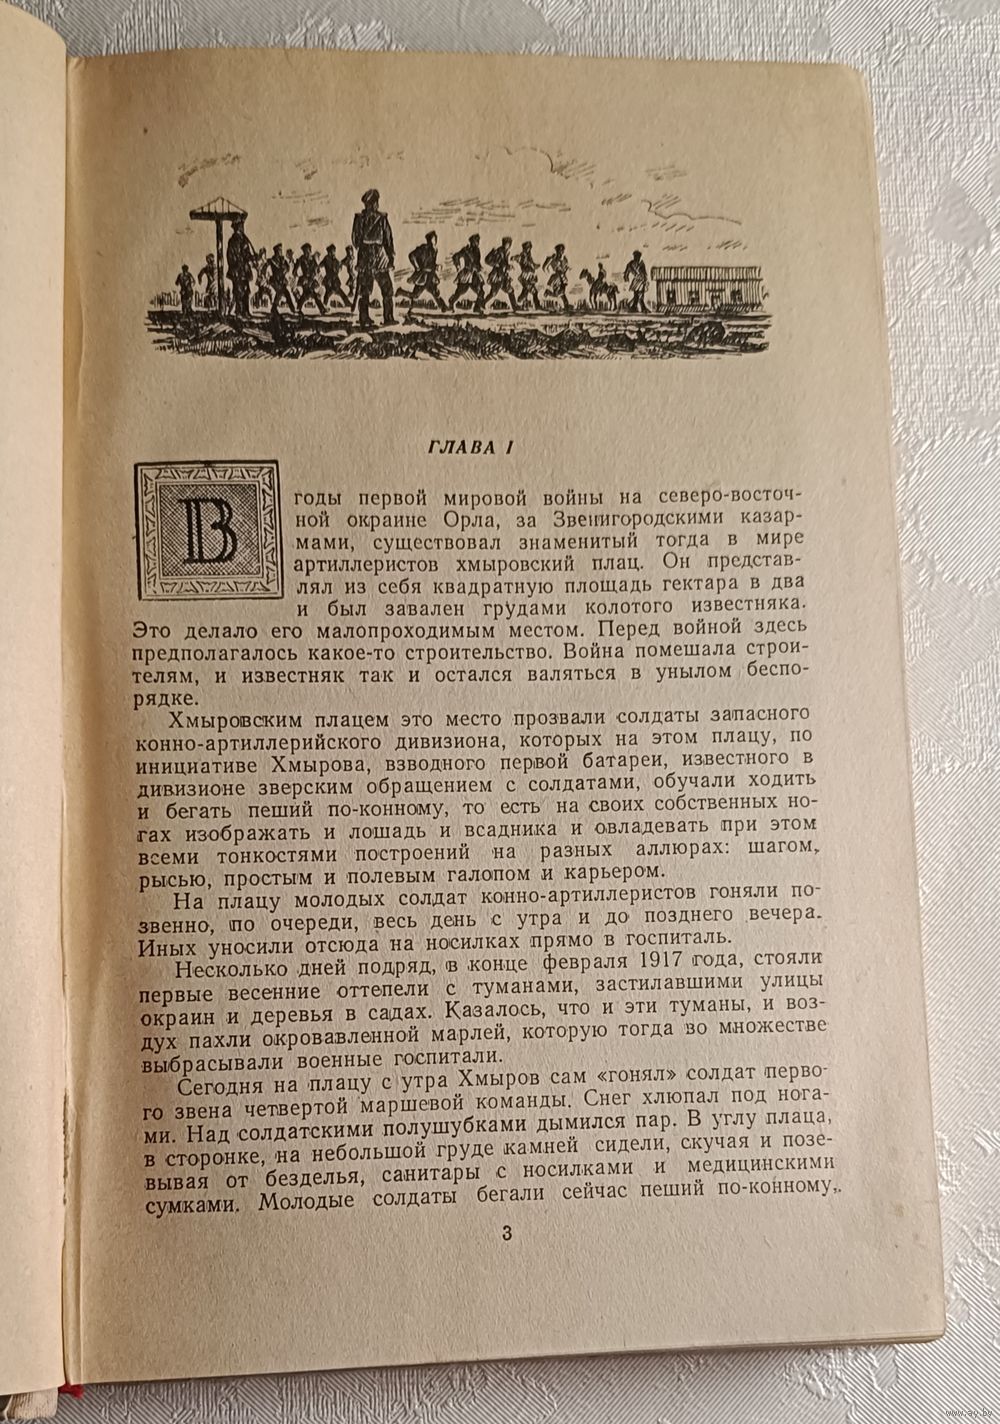 ГЛАВА I
В годы первой мировой войны на северо-восточ-
ной окраине Орла, за Звенигородскими казар-
мами, существовал знаменитый тогда в мире
артиллеристов хмыровский плац. Он представ-
лял из себя квадратную площадь гектара в два
и был завален грудами колотого известняка.
Это делало его малопроходимым местом. Перед войной здесь
предполагалось какое-то строительство. Война помешала строи-
телям, и известняк так и остался валяться в унылом беспо-
рядке.
Хмыровским плацем это место прозвали солдаты запасного
конно-артиллерийского дивизиона, которых на этом плацу, по
инициативе Хмырова, взводного первой батареи, известного в
дивизионе зверским обращением с солдатами, обучали ходить
и бегать пеший по-конному, то есть на своих собственных но-
гах изображать и лошадь и всадника и овладевать при этом
всеми тонкостями построений на разных аллюрах: шагом,
рысью, простым и полевым галопом и карьером.
На плацу молодых солдат конно-артиллеристов гоняли по-
звенно, по очереди, весь день с утра и до позднего вечера.
Иных уносили отсюда на носилках прямо в госпиталь.
Несколько дней подряд, в конце февраля 1917 года, стояли
первые весенние оттепели с туманами, застилавшими улицы
окраин и деревья в садах. Казалось, что и эти туманы, и воз-
дух пахли окровавленной марлей, которую тогда во множестве
выбрасывали военные госпитали.
Сегодня на плацу с утра Хмыров сам «гонял» солдат перво-
го звена четвертой маршевой команды. Снег хлюпал под нога-
ми. Над солдатскими полушубками дымился пар. В углу плаца,
в сторонке, на небольшой груде камней сидели, скучая и позе-
вывая от безделья, санитары с носилками и медицинскими
сумками. Молодые солдаты бегали сейчас пеший по-конному,
3
www.ay.by